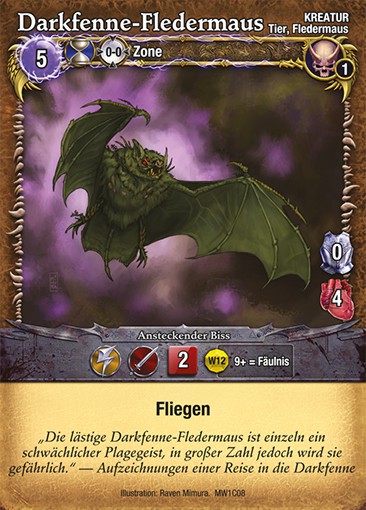 Darkfenne-Fledermaus
KREATUR
Tier, Fledermaus
5
0-0
Zone
1
0
4
Ansteckender Biss
2
W12
9+ = Fäulnis
Fliegen
„Die lästige Darkfenne-Fledermaus ist einzeln ein
schwächlicher Plagegeist, in großer Zahl jedoch wird sie
gefährlich.“ — Aufzeichnungen einer Reise in die Darkfenne
Illustration: Raven Mimura. MW1C08